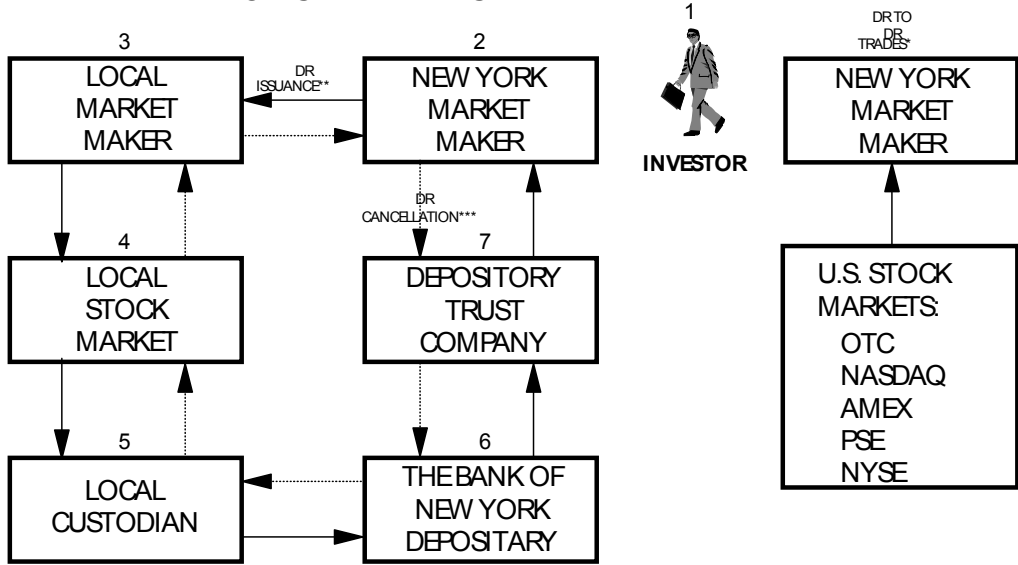 3
LOCAL
MARKET
MAKER
DR
ISSUANCE**
2
NEW YORK
MARKET
MAKER
1
INVESTOR
DR TO
DR
TRADES*
NEW YORK
MARKET
MAKER
DR
CANCELLATION***
4
LOCAL
STOCK
MARKET
7
DEPOSITORY
TRUST
COMPANY
U.S. STOCK
MARKETS:
OTC
NASDAQ
AMEX
PSE
NYSE
5
LOCAL
CUSTODIAN
6
THE BANK OF
NEW YORK
DEPOSITARY